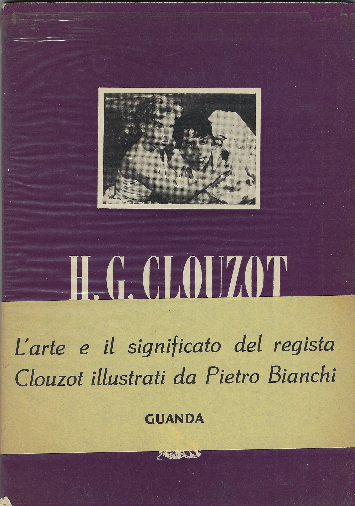 H. G. CLOUZOT
L'arte e il significato del regista
Clouzot illustrati da Pietro Bianchi
GUANDA